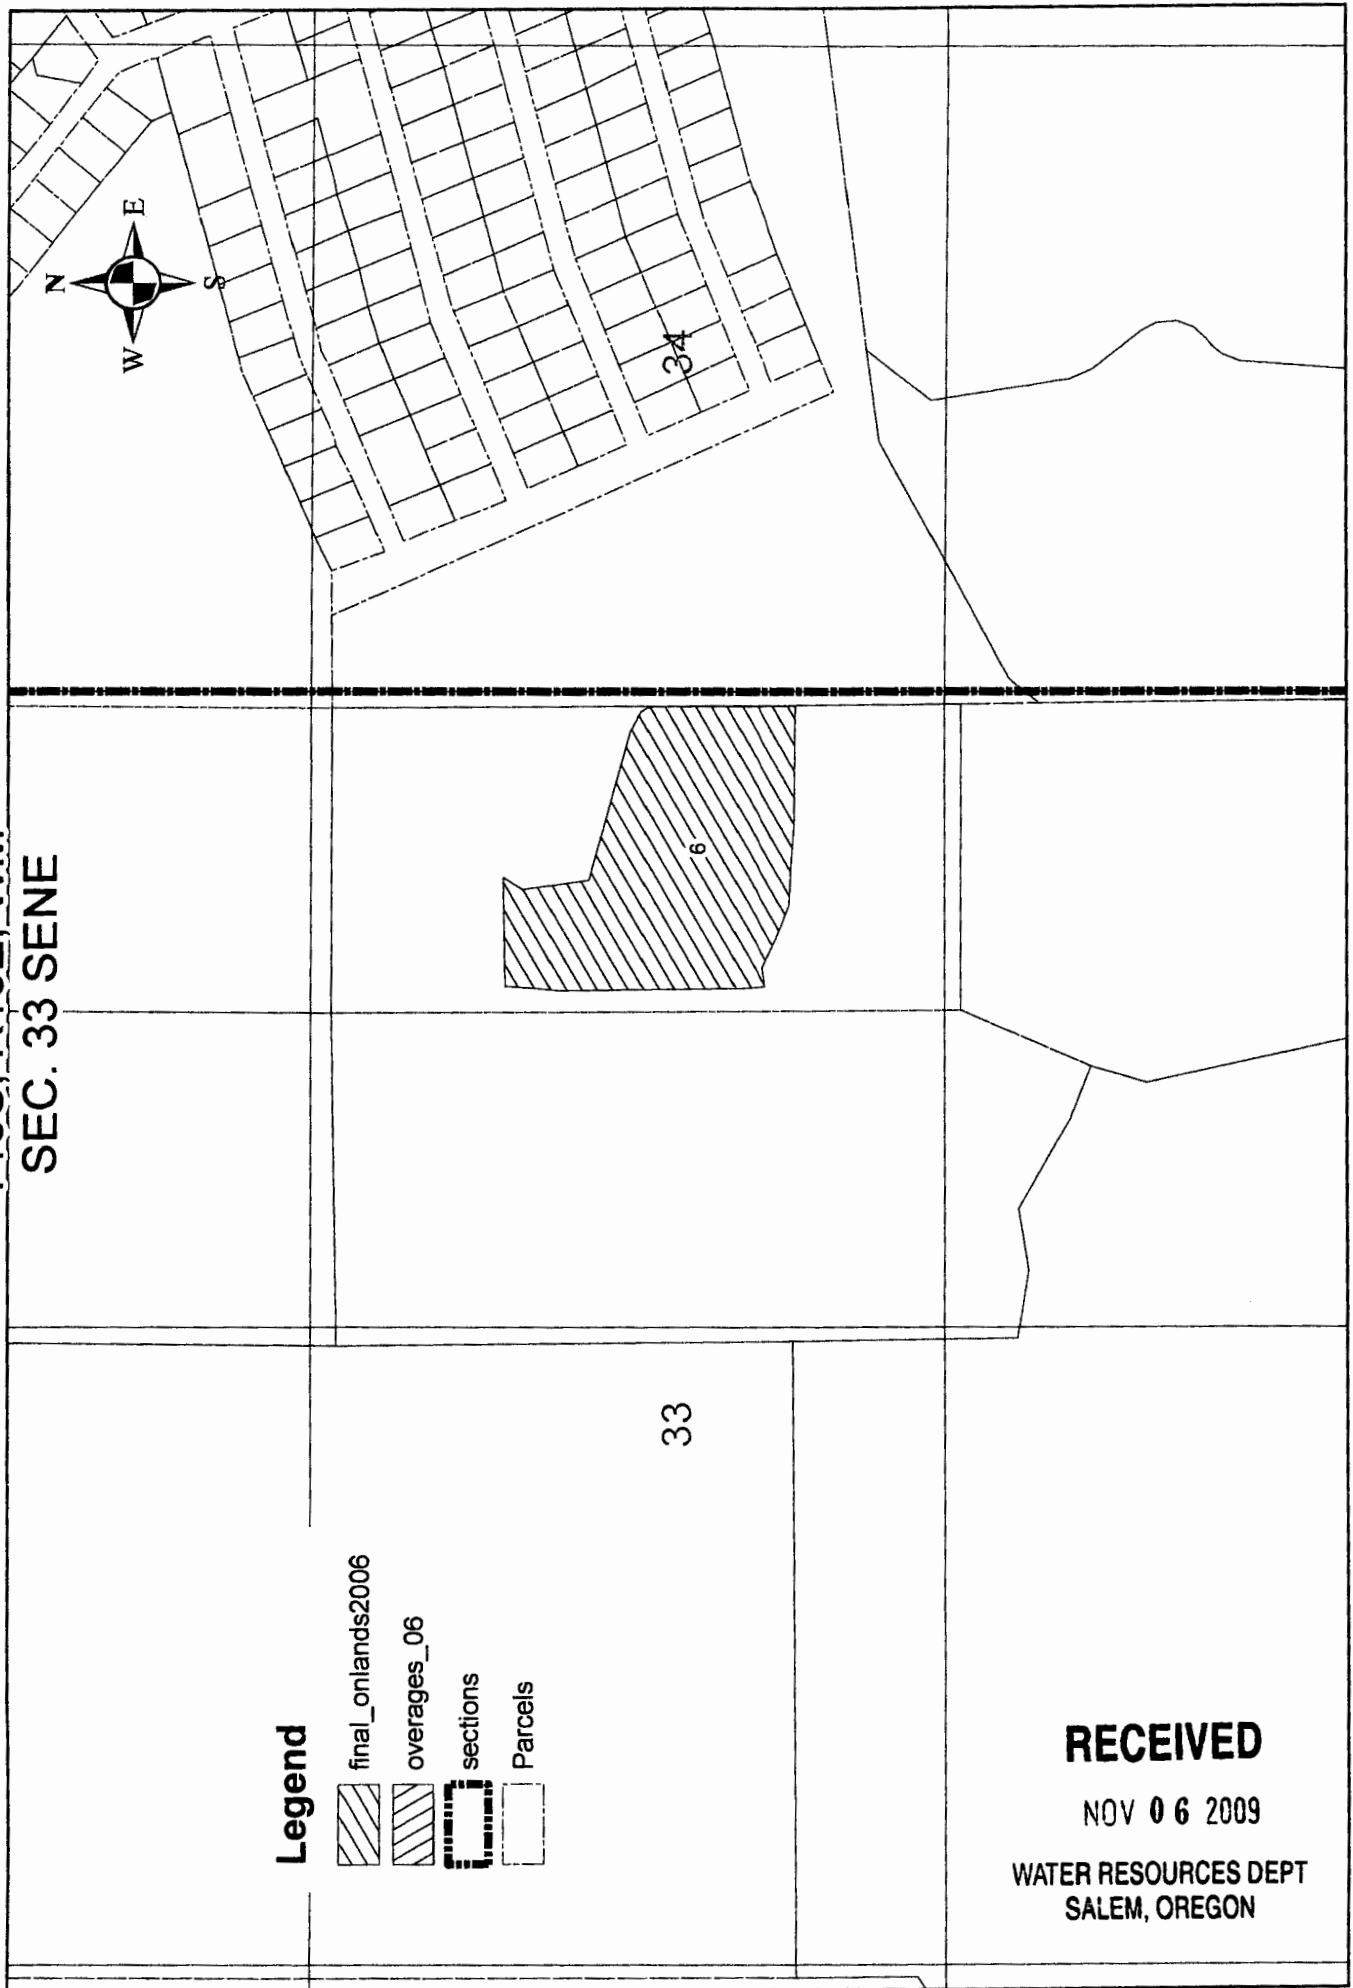 SEC. 33 SENE
N
E
S
W
34
6
33
Legend
final_onlands2006
overages_06
sections
Parcels
RECEIVED
NOV 06 2009
WATER RESOURCES DEPT
SALEM, OREGON